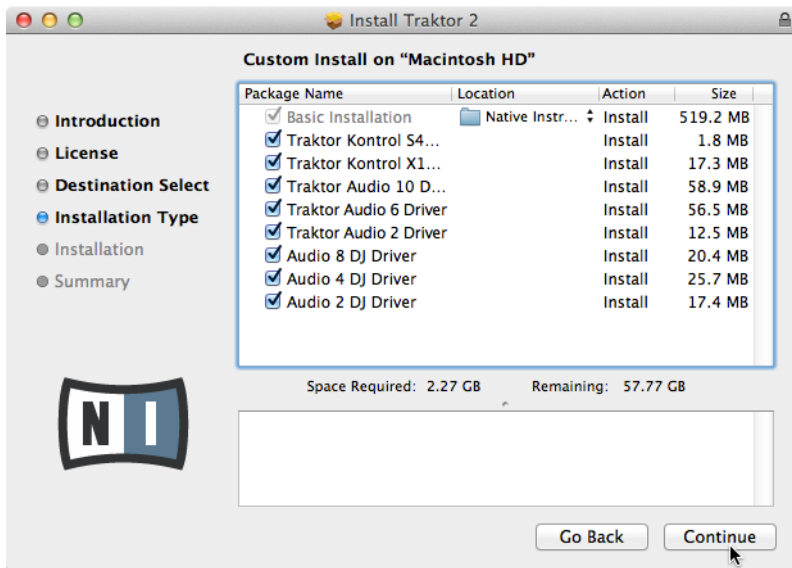 Install Traktor 2
Custom Install on “Macintosh HD”
Introduction
License
Destination Select
Installation Type
Installation
Summary
Package Name Location Action Size
Basic Installation Native Instr... Install 519.2 MB
Traktor Kontrol S4... Install 1.8 MB
Traktor Kontrol X1... Install 17.3 MB
Traktor Audio 10 D... Install 58.9 MB
Traktor Audio 6 Driver Install 56.5 MB
Traktor Audio 2 Driver Install 12.5 MB
Audio 8 DJ Driver Install 20.4 MB
Audio 4 DJ Driver Install 25.7 MB
Audio 2 DJ Driver Install 17.4 MB
Space Required: 2.27 GB Remaining: 57.77 GB
NI
Go Back Continue